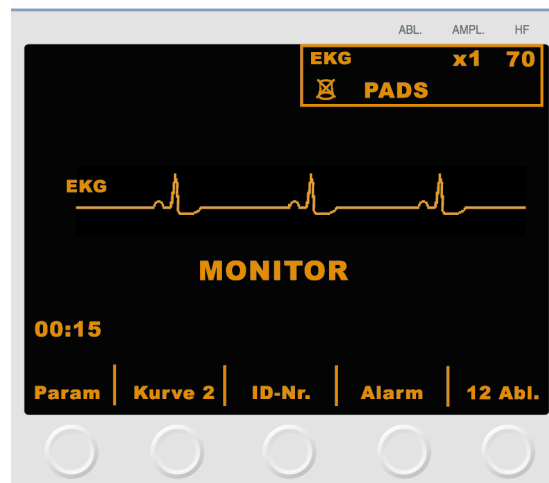 ABL. AMPL. HF
EKG x1 70
PADS
EKG
MONITOR
00:15
Param Kurve 2 ID-Nr. Alarm 12 Abl.